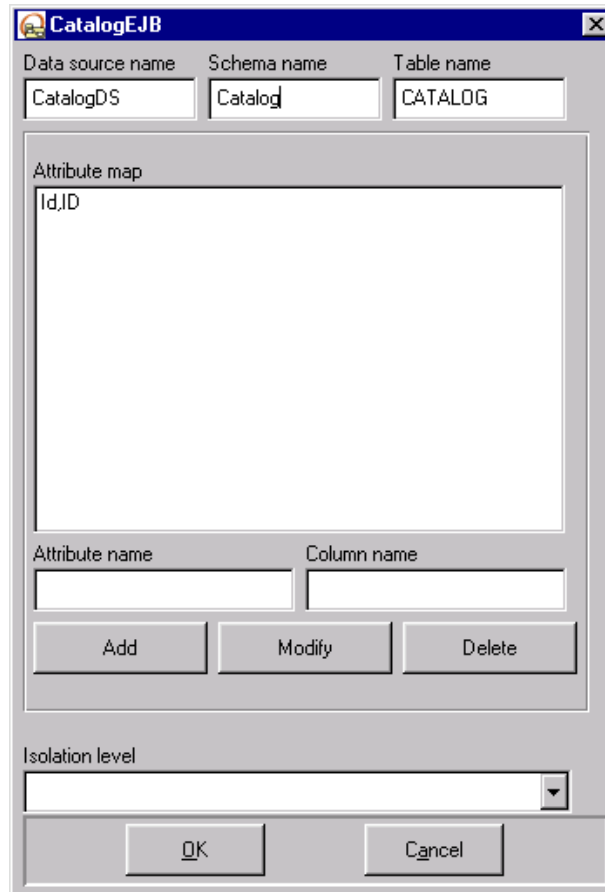 CatalogEJB
Data source name Schema name Table name
CatalogDS Catalog CATALOG
Attribute map
Id,ID
Attribute name Column name
Add Modify Delete
Isolation level
OK Cancel